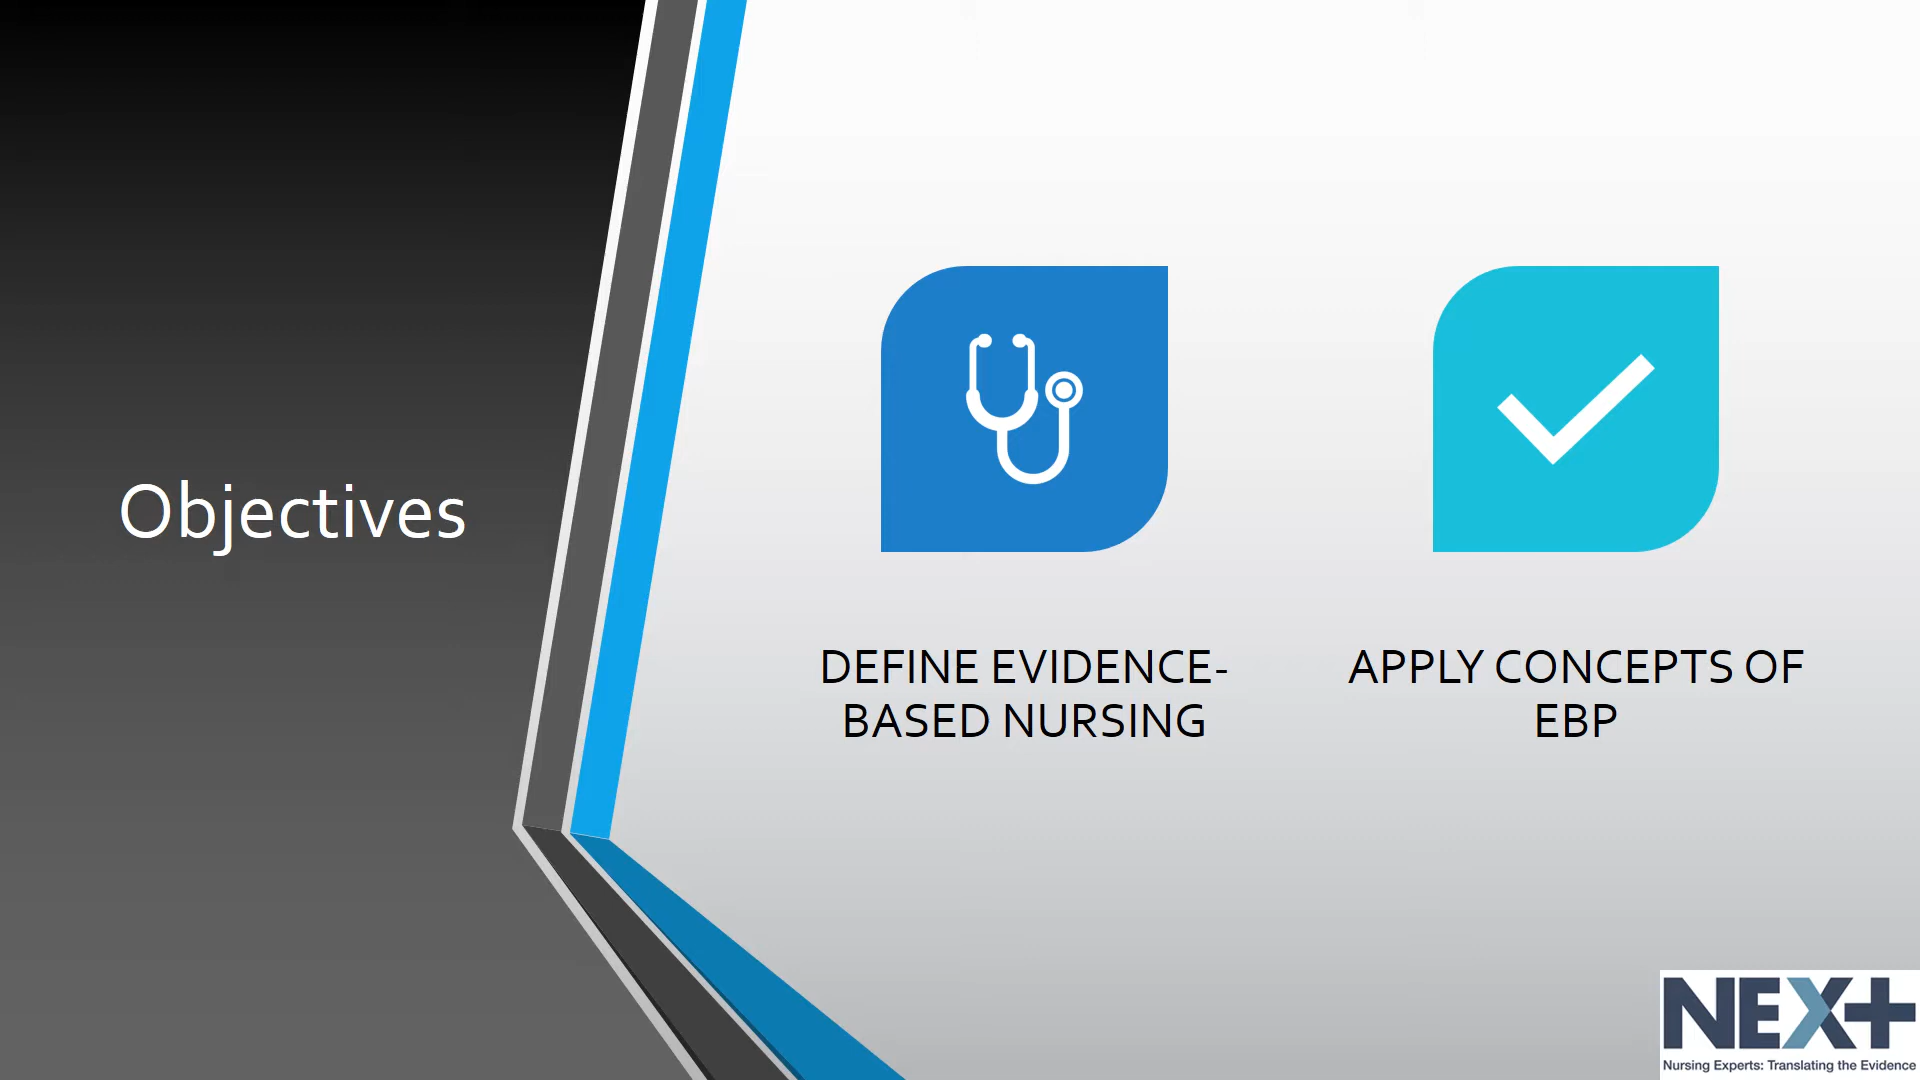 Objectives
DEFINE EVIDENCE-
BASED NURSING
APPLY CONCEPTS OF
EBP
NEX+
Nursing Experts: Translating the Evidence